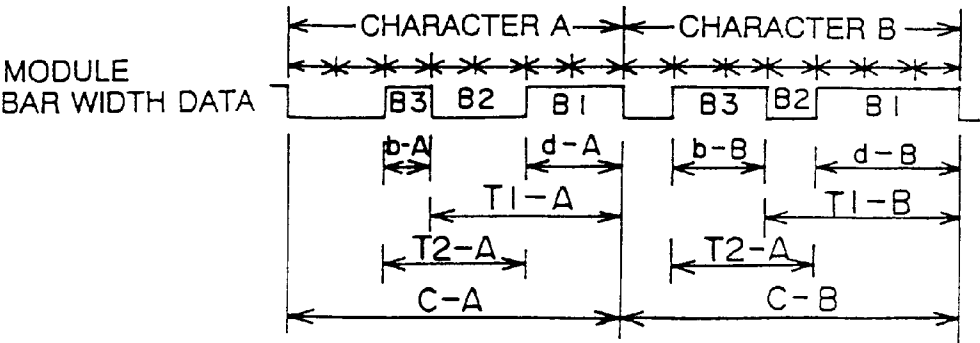 CHARACTER A CHARACTER B
MODULE
BAR WIDTH DATA B3 B2 B1 B3 B2 B1
b-A d-A b-B d-B
T1-A T1-B
T2-A T2-A
C-A C-B